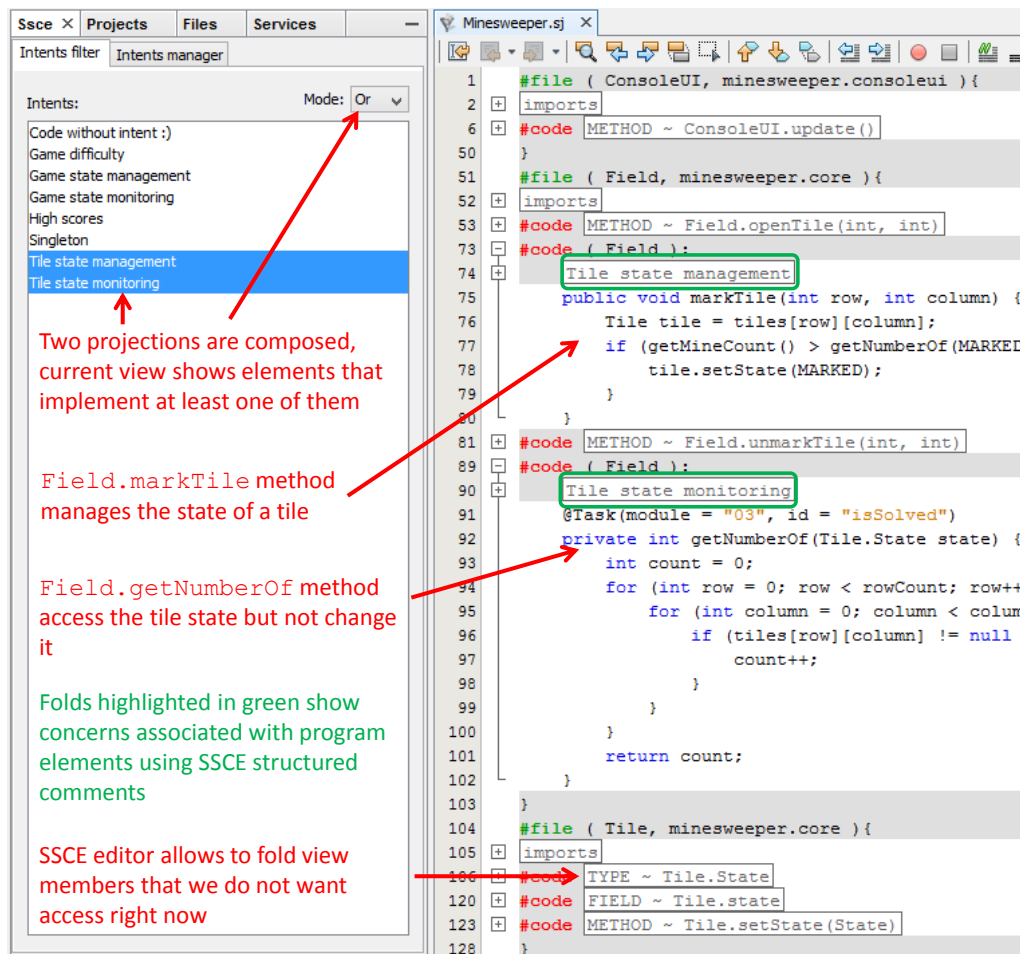 Ssce × Projects Files Services
Intents filter Intents manager
Intents: Mode: Or
Code without intent :)
Game difficulty
Game state management
Game state monitoring
High scores
Singleton
Tile state management
Tile state monitoring
Two projections are composed,
current view shows elements that
implement at least one of them
Field.markTile method
manages the state of a tile
Field.getNumberOf method
access the tile state but not change
it
Folds highlighted in green show
concerns associated with program
elements using SSCE structured
comments
SSCE editor allows to fold view
members that we do not want
access right now
Minesweeper.sj ×
1 #file ( ConsoleUI, minesweeper.consoleui ){
2 imports
6 #code METHOD ~ ConsoleUI.update()
50 }
51 #file ( Field, minesweeper.core ){
52 imports
53 #code METHOD ~ Field.openTile(int, int)
73 #code ( Field ):
74 Tile state management
75 public void markTile(int row, int column) {
76 Tile tile = tiles[row][column];
77 if (getMineCount() > getNumberOf(MARKED
78 tile.setState(MARKED);
79 }
80 }
81 #code METHOD ~ Field.unmarkTile(int, int)
89 #code ( Field ):
90 Tile state monitoring
91 @Task(module = "03", id = "isSolved")
92 private int getNumberOf(Tile.State state) {
93 int count = 0;
94 for (int row = 0; row < rowCount; row++
95 for (int column = 0; column < colum
96 if (tiles[row][column] != null
97 count++;
98 }
99 }
100 }
101 return count;
102 }
103 }
104 #file ( Tile, minesweeper.core ){
105 imports
106 #code TYPE ~ Tile.State
120 #code FIELD ~ Tile.state
123 #code METHOD ~ Tile.setState(State)
128 }